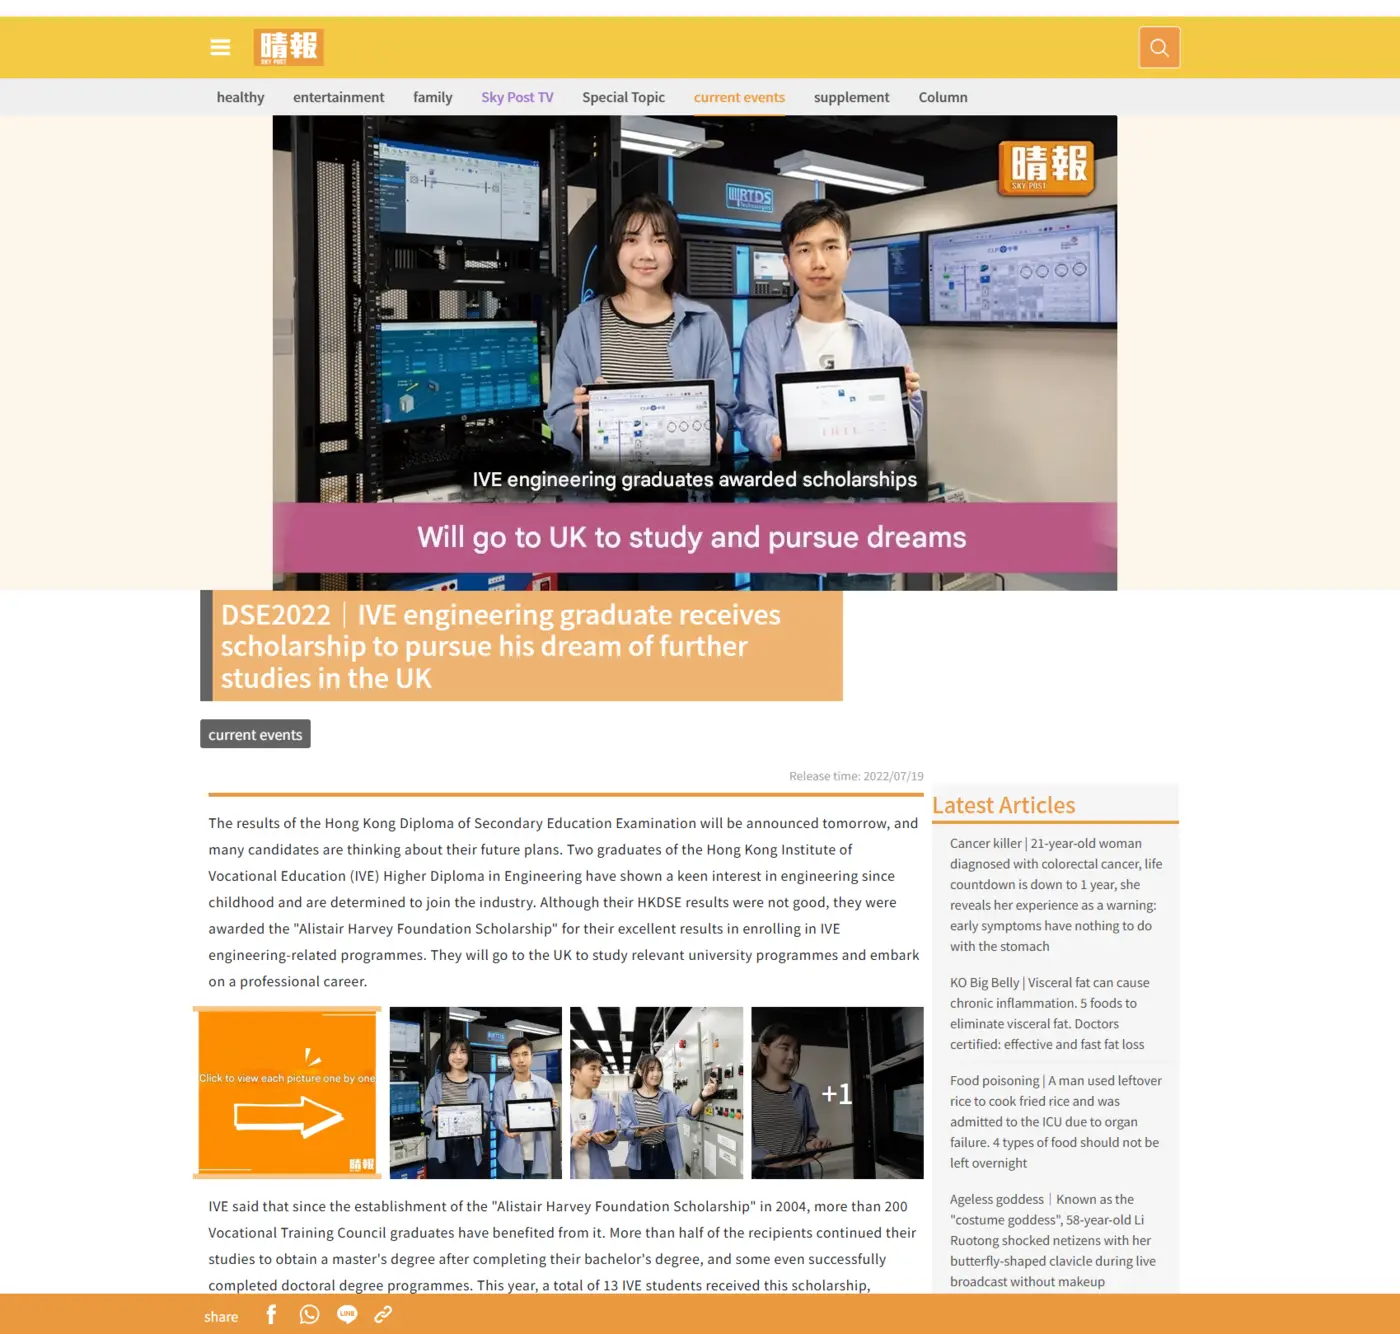 晴報
SKY POST
healthy entertainment family Sky Post TV Special Topic current events supplement Column
晴報
SKY POST
RTDS
Technologies
IVE engineering graduates awarded scholarships
Will go to UK to study and pursue dreams
DSE2022｜IVE engineering graduate receives
scholarship to pursue his dream of further
studies in the UK
current events
Release time: 2022/07/19
The results of the Hong Kong Diploma of Secondary Education Examination will be announced tomorrow, and
many candidates are thinking about their future plans. Two graduates of the Hong Kong Institute of
Vocational Education (IVE) Higher Diploma in Engineering have shown a keen interest in engineering since
childhood and are determined to join the industry. Although their HKDSE results were not good, they were
awarded the "Alistair Harvey Foundation Scholarship" for their excellent results in enrolling in IVE
engineering-related programmes. They will go to the UK to study relevant university programmes and embark
on a professional career.
Click to view each picture one by one
晴報
+1
IVE said that since the establishment of the "Alistair Harvey Foundation Scholarship" in 2004, more than 200
Vocational Training Council graduates have benefited from it. More than half of the recipients continued their
studies to obtain a master's degree after completing their bachelor's degree, and some even successfully
completed doctoral degree programmes. This year, a total of 13 IVE students received this scholarship,
Latest Articles
Cancer killer | 21-year-old woman
diagnosed with colorectal cancer, life
countdown is down to 1 year, she
reveals her experience as a warning:
early symptoms have nothing to do
with the stomach
KO Big Belly | Visceral fat can cause
chronic inflammation. 5 foods to
eliminate visceral fat. Doctors
certified: effective and fast fat loss
Food poisoning | A man used leftover
rice to cook fried rice and was
admitted to the ICU due to organ
failure. 4 types of food should not be
left overnight
Ageless goddess｜Known as the
"costume goddess", 58-year-old Li
Ruotong shocked netizens with her
butterfly-shaped clavicle during live
broadcast without makeup
share
LINE